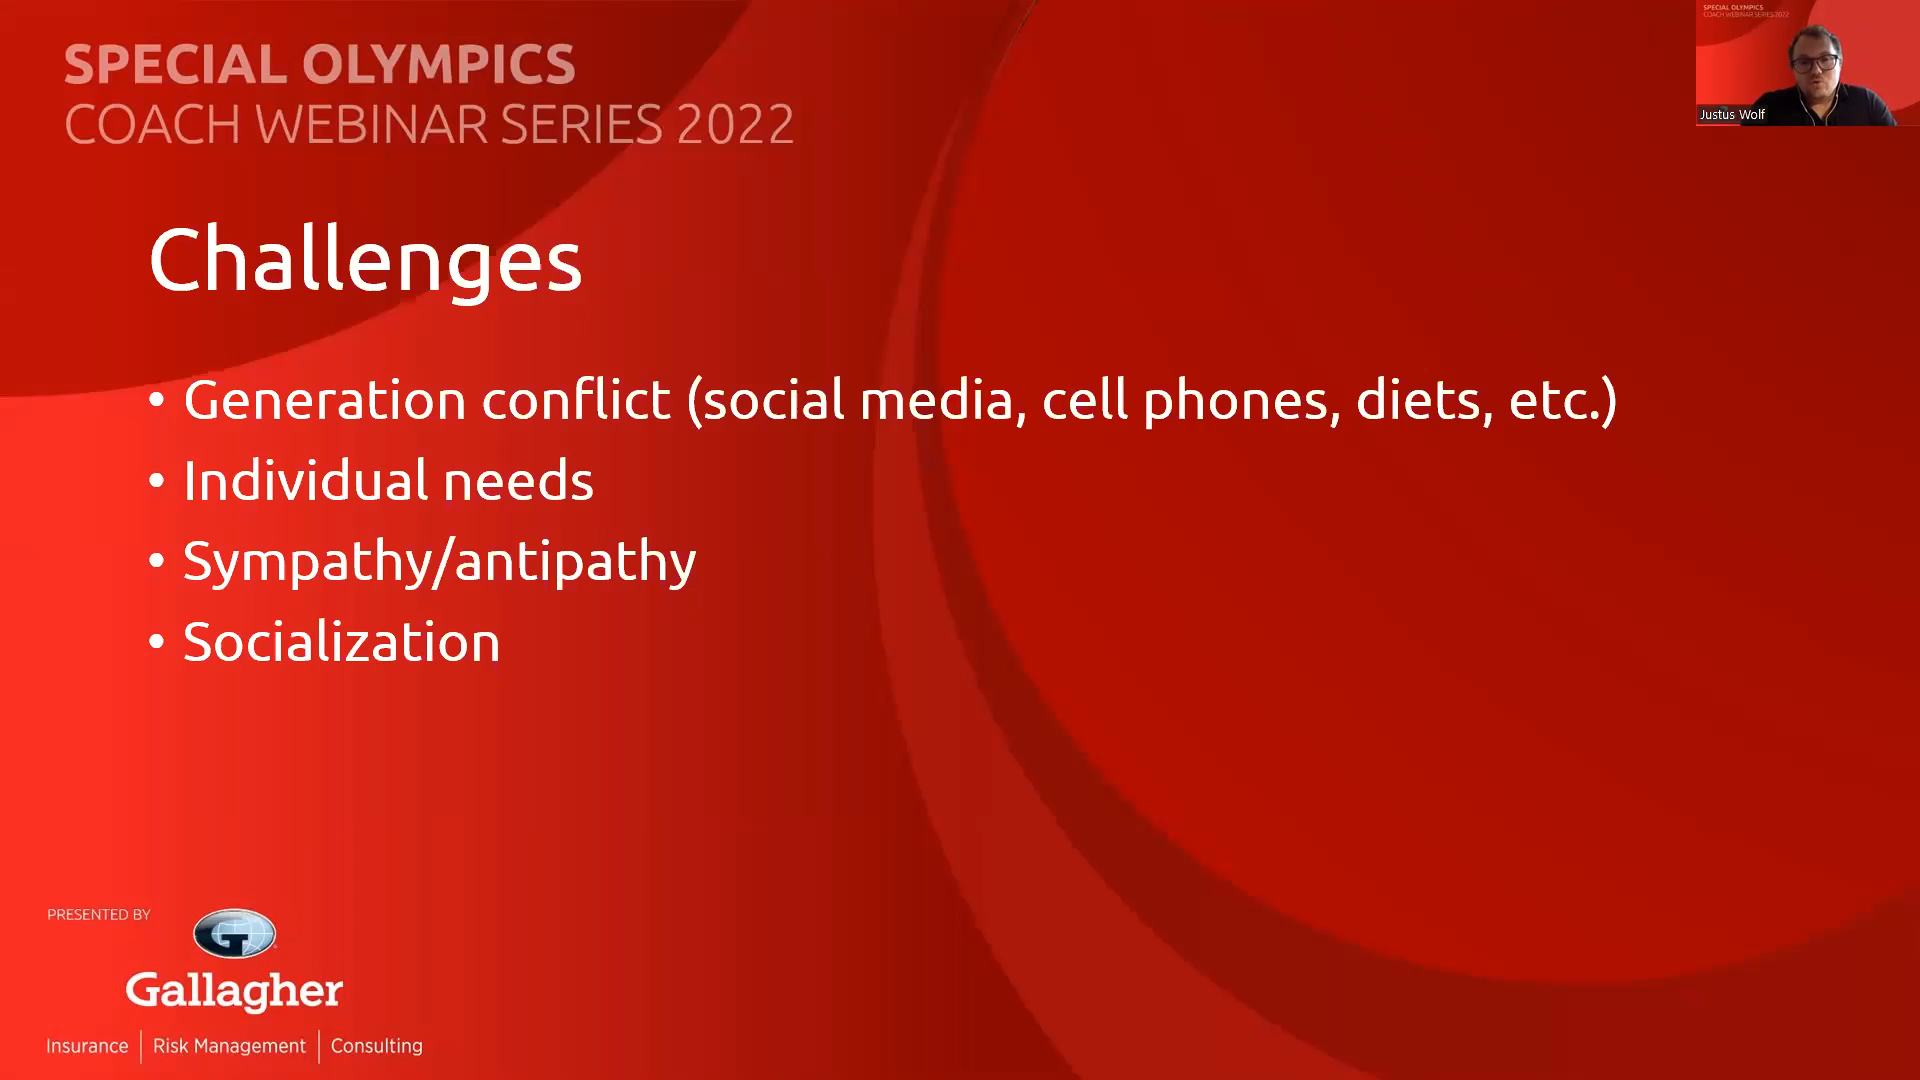 SPECIAL OLYMPICS
COACH WEBINAR SERIES 2022
SPECIAL OLYMPICS
COACH WEBINAR SERIES 2022
Justus Wolf
Challenges
• Generation conflict (social media, cell phones, diets, etc.)
• Individual needs
• Sympathy/antipathy
• Socialization
PRESENTED BY
G
Gallagher
Insurance | Risk Management | Consulting